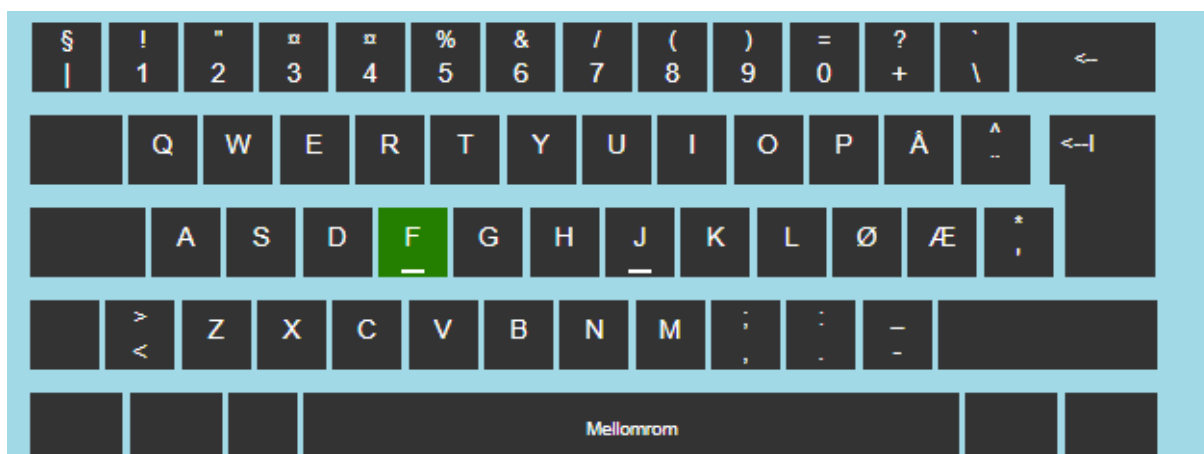 § ! " ¤ ¤ % & / ( ) = ? `
| 1 2 3 4 5 6 7 8 9 0 + \ <--
Q W E R T Y U I O P Å ^ ¨ <--I
A S D F G H J K L Ø Æ * '
> ; : _
< Z X C V B N M , . -
Mellomrom